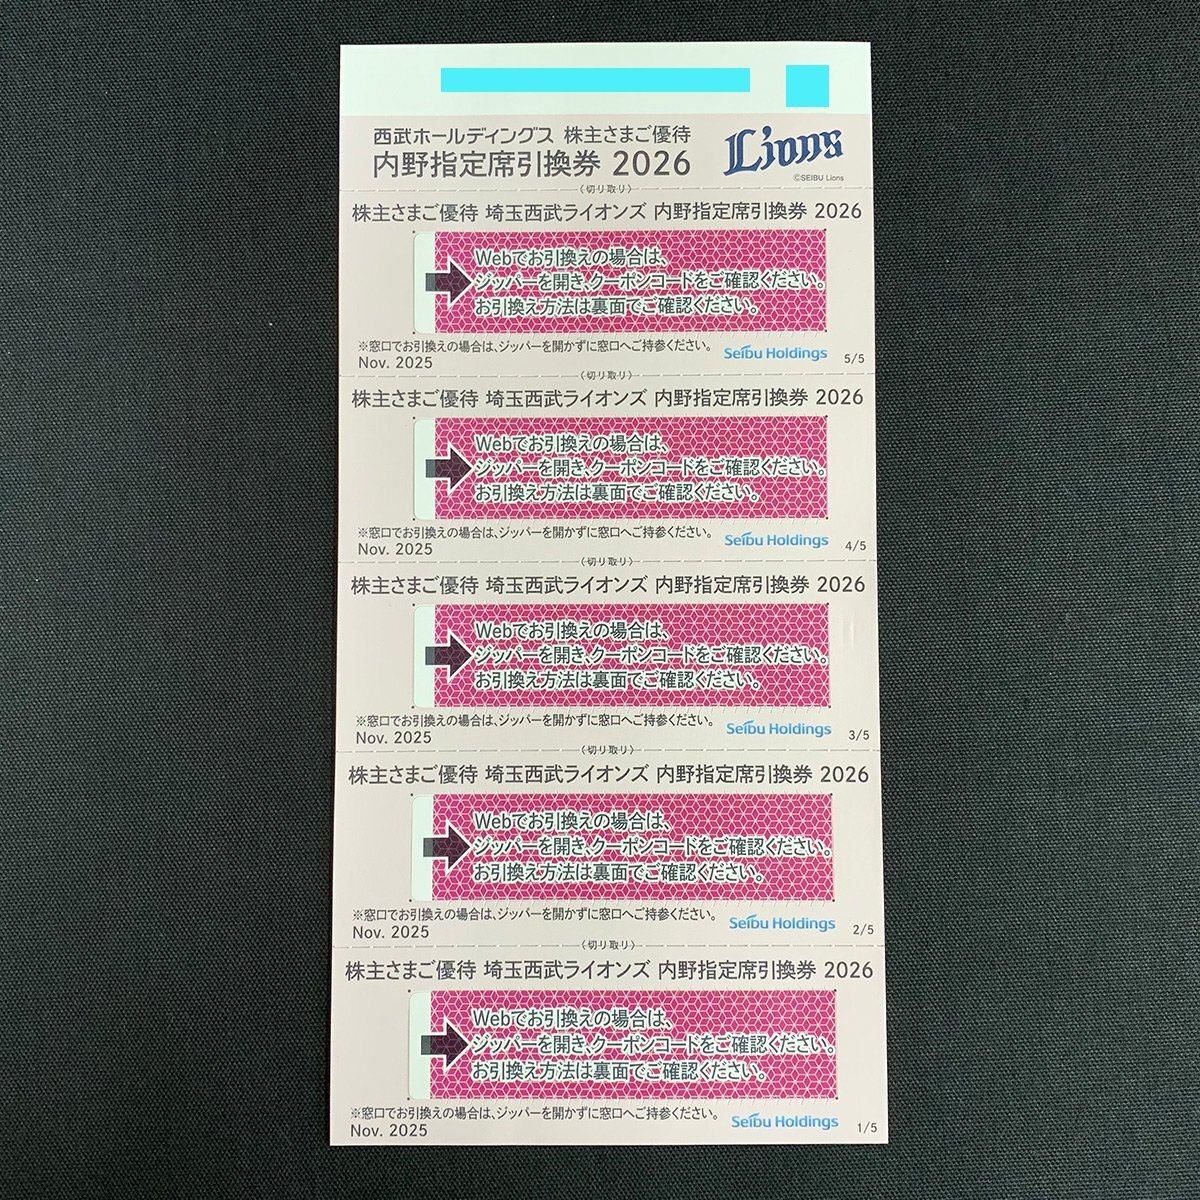 西武ホールディングス 株主さまご優待
内野指定席引換券 2026
Lions
©SEIBU Lions
〈切り取り〉
株主さまご優待 埼玉西武ライオンズ 内野指定席引換券 2026
Webでお引換えの場合は、
ジッパーを開き、クーポンコードをご確認ください。
お引換え方法は裏面でご確認ください。
※窓口でお引換えの場合は、ジッパーを開かずに窓口へご持参ください。
Nov. 2025
Seibu Holdings
5/5
〈切り取り〉
株主さまご優待 埼玉西武ライオンズ 内野指定席引換券 2026
Webでお引換えの場合は、
ジッパーを開き、クーポンコードをご確認ください。
お引換え方法は裏面でご確認ください。
※窓口でお引換えの場合は、ジッパーを開かずに窓口へご持参ください。
Nov. 2025
Seibu Holdings
4/5
〈切り取り〉
株主さまご優待 埼玉西武ライオンズ 内野指定席引換券 2026
Webでお引換えの場合は、
ジッパーを開き、クーポンコードをご確認ください。
お引換え方法は裏面でご確認ください。
※窓口でお引換えの場合は、ジッパーを開かずに窓口へご持参ください。
Nov. 2025
Seibu Holdings
3/5
〈切り取り〉
株主さまご優待 埼玉西武ライオンズ 内野指定席引換券 2026
Webでお引換えの場合は、
ジッパーを開き、クーポンコードをご確認ください。
お引換え方法は裏面でご確認ください。
※窓口でお引換えの場合は、ジッパーを開かずに窓口へご持参ください。
Nov. 2025
Seibu Holdings
2/5
〈切り取り〉
株主さまご優待 埼玉西武ライオンズ 内野指定席引換券 2026
Webでお引換えの場合は、
ジッパーを開き、クーポンコードをご確認ください。
お引換え方法は裏面でご確認ください。
※窓口でお引換えの場合は、ジッパーを開かずに窓口へご持参ください。
Nov. 2025
Seibu Holdings
1/5